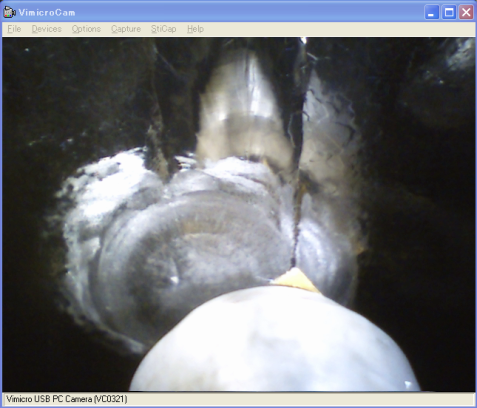 VimicroCam
File Devices Options Capture StiCap Help
Vimicro USB PC Camera (VC0321)